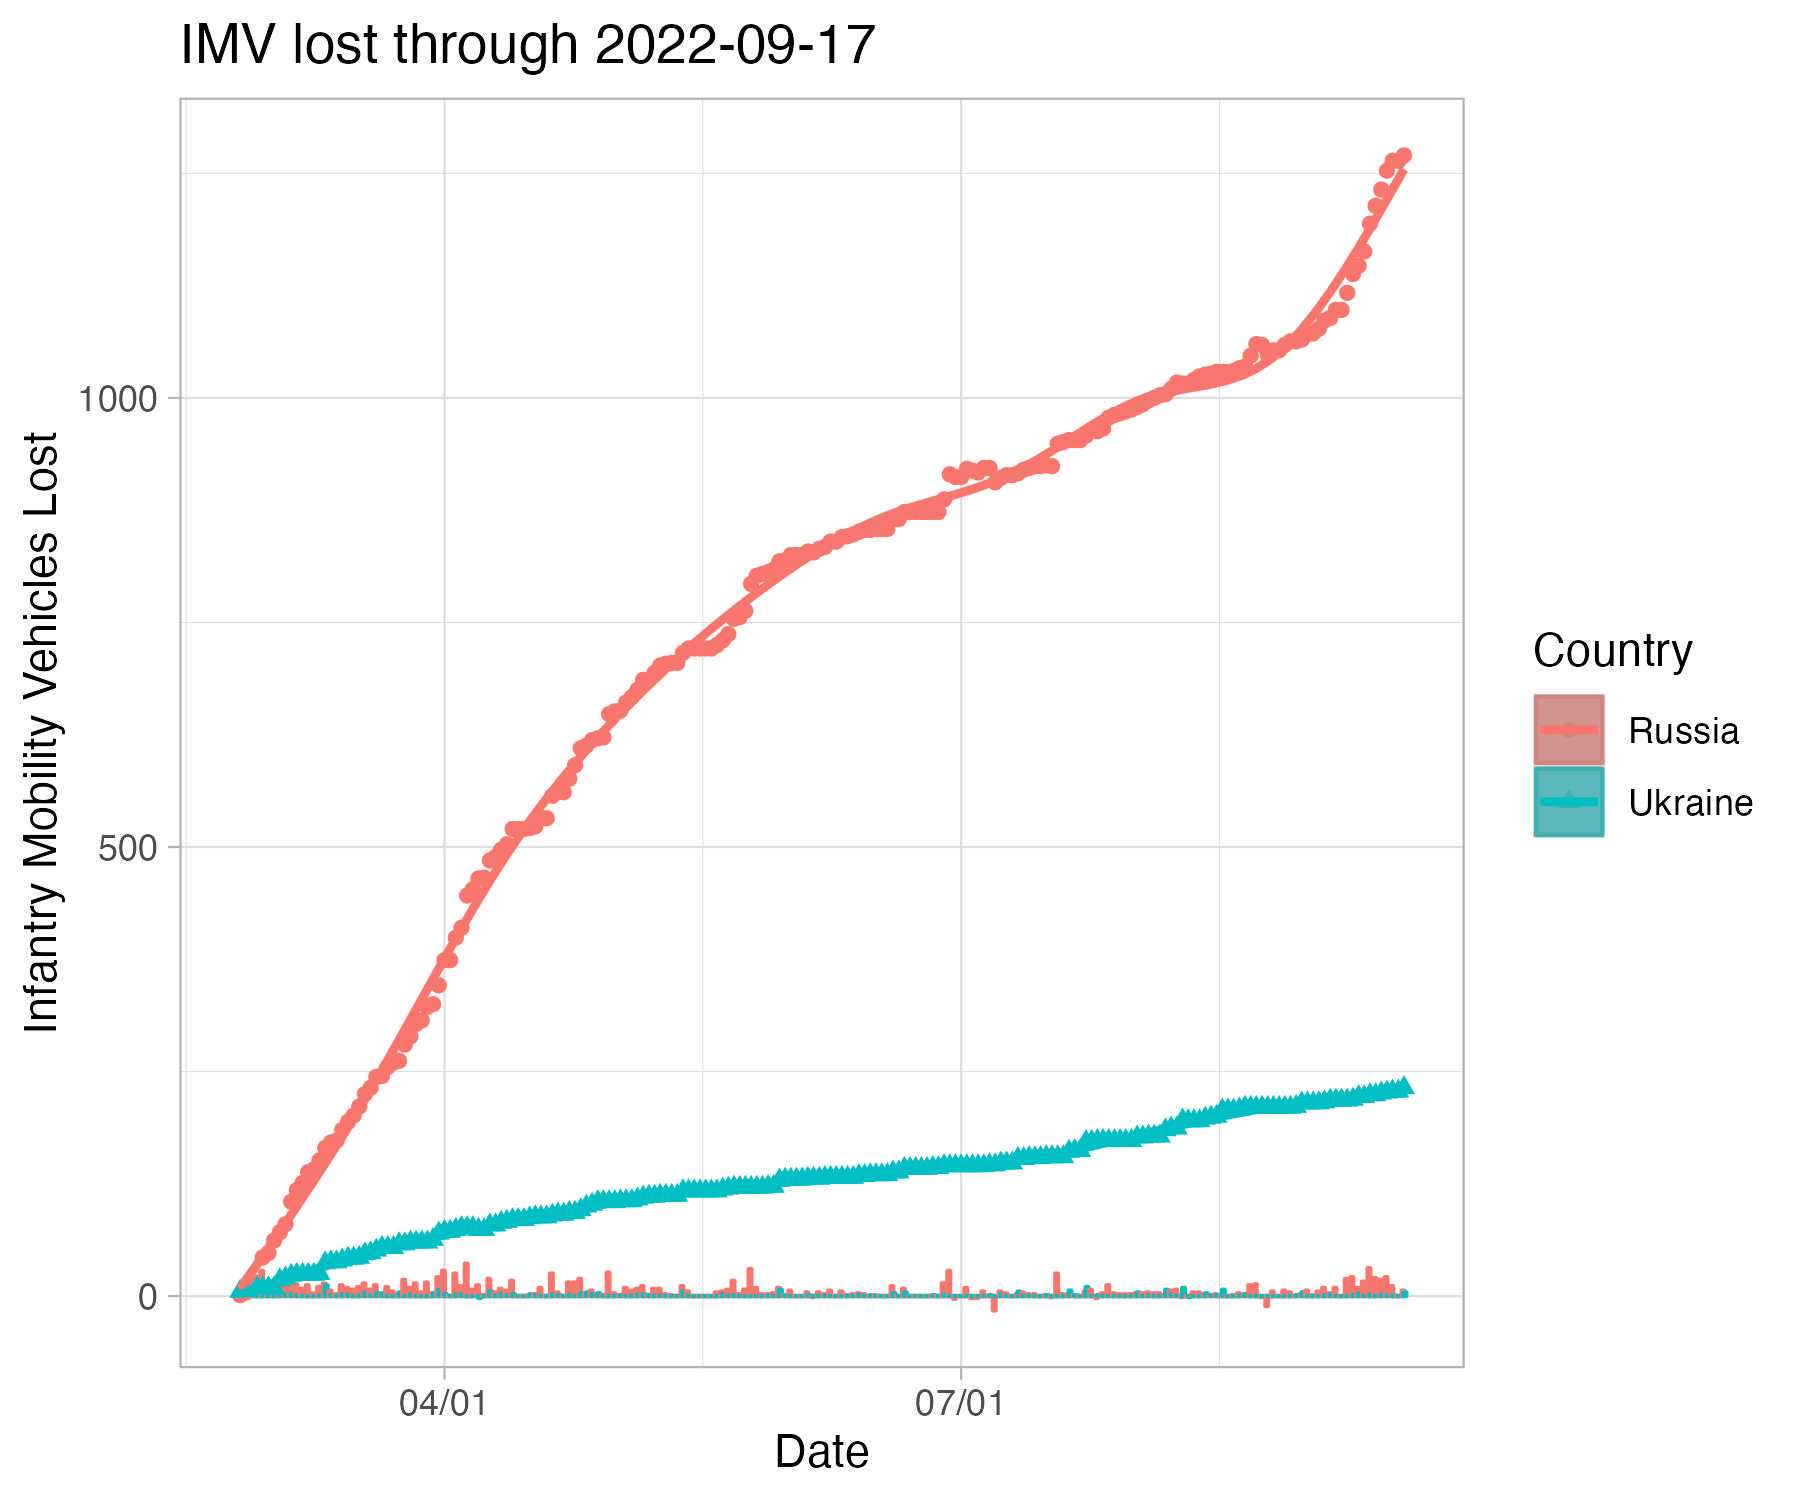 IMV lost through 2022-09-17
Infantry Mobility Vehicles Lost
1000
500
0
04/01
07/01
Date
Country
Russia
Ukraine